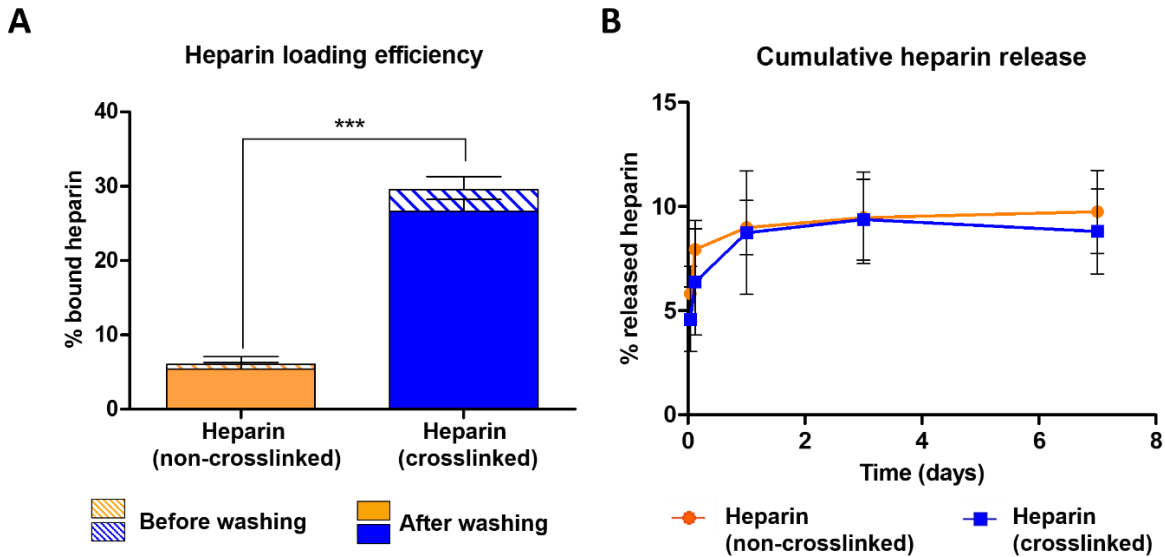 A
Heparin loading efficiency
% bound heparin
40
30
20
10
0
***
Heparin
(non-crosslinked)
Heparin
(crosslinked)
Before washing
After washing
B
Cumulative heparin release
% released heparin
15
10
5
0
0
2
4
6
8
Time (days)
Heparin
(non-crosslinked)
Heparin
(crosslinked)